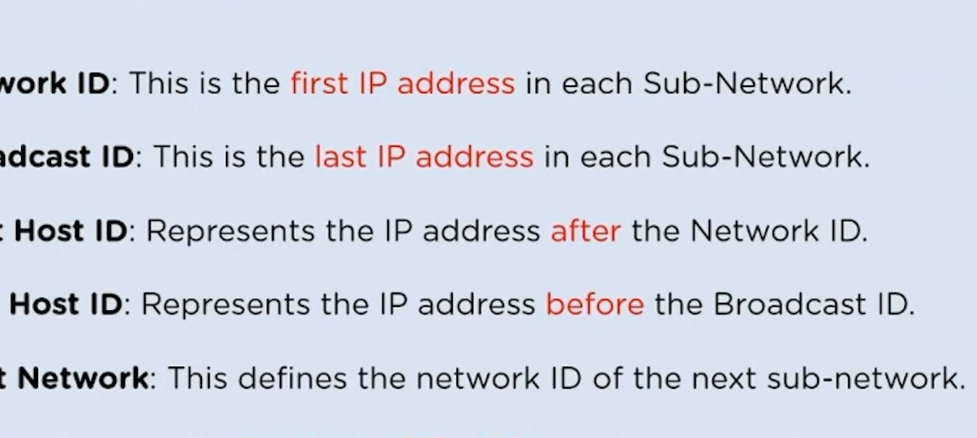 work ID: This is the first IP address in each Sub-Network.
adcast ID: This is the last IP address in each Sub-Network.
t Host ID: Represents the IP address after the Network ID.
Host ID: Represents the IP address before the Broadcast ID.
t Network: This defines the network ID of the next sub-network.